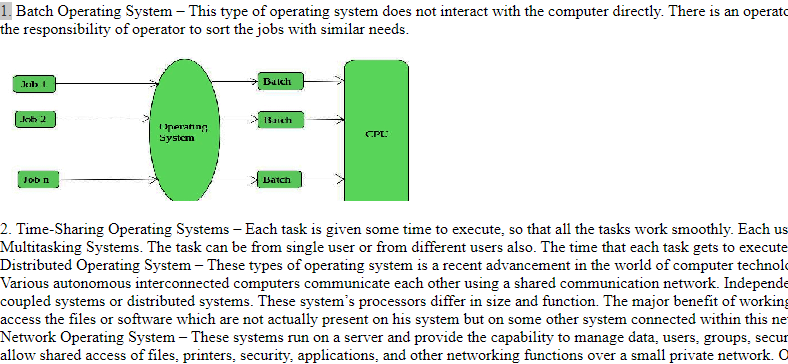 1. Batch Operating System – This type of operating system does not interact with the computer directly. There is an
the responsibility of operator to sort the jobs with similar needs.
Job 1
Batch
Job 2
Batch
Operating
System
CPU
Job n
Batch
2. Time-Sharing Operating Systems – Each task is given some time to execute, so that all the tasks work smoothly. Each
Multitasking Systems. The task can be from single user or from different users also. The time that each task gets to execute
Distributed Operating System – These types of operating system is a recent advancement in the world of computer
Various autonomous interconnected computers communicate each other using a shared communication network.
coupled systems or distributed systems. These system's processors differ in size and function. The major benefit of
access the files or software which are not actually present on his system but on some other system connected within this
Network Operating System – These systems run on a server and provide the capability to manage data, users, groups,
allow shared access of files, printers, security, applications, and other networking functions over a small private network.